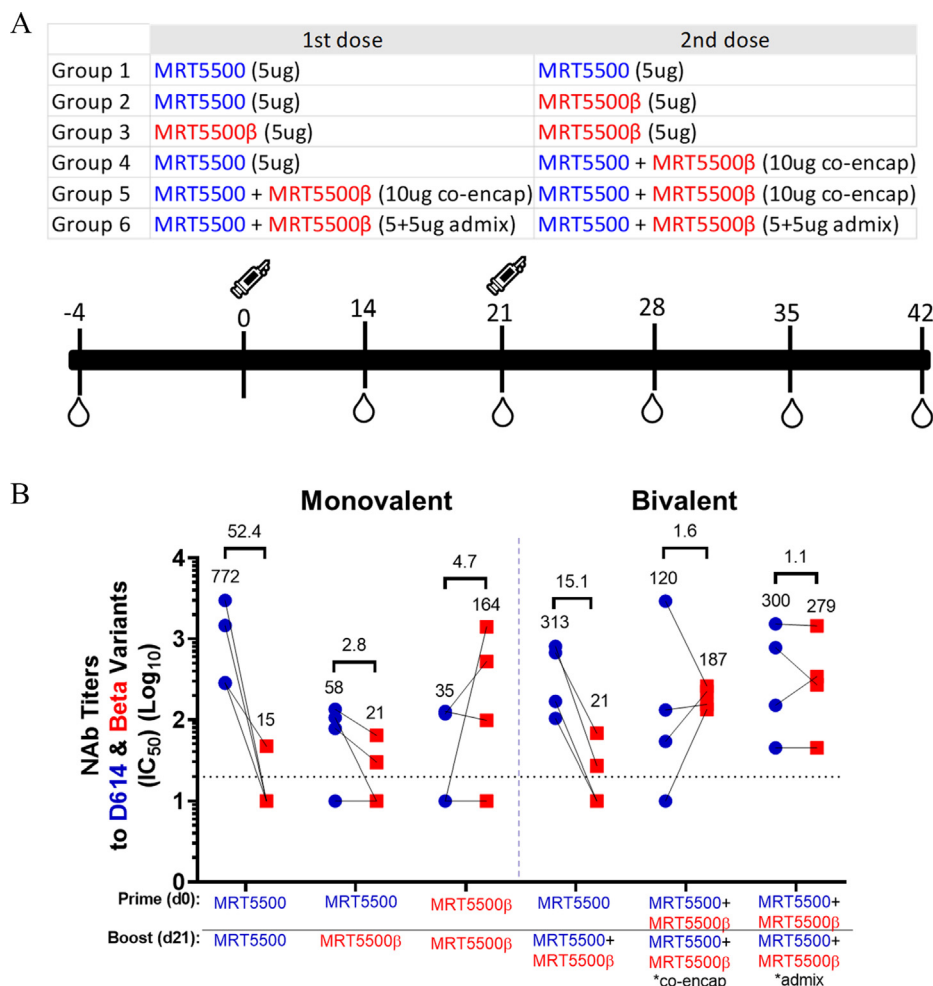 A
1st dose 2nd dose
Group 1 MRT5500 (5ug) MRT5500 (5ug)
Group 2 MRT5500 (5ug) MRT5500β (5ug)
Group 3 MRT5500β (5ug) MRT5500β (5ug)
Group 4 MRT5500 (5ug) MRT5500 + MRT5500β (10ug co-encap)
Group 5 MRT5500 + MRT5500β (10ug co-encap) MRT5500 + MRT5500β (10ug co-encap)
Group 6 MRT5500 + MRT5500β (5+5ug admix) MRT5500 + MRT5500β (5+5ug admix)
-4 0 14 21 28 35 42
B
Monovalent Bivalent
NAb Titers
to D614 & Beta Variants
(IC50) (Log10)
4
3
2
1
0
52.4
772
15
2.8
58
21
4.7
35
164
15.1
313
21
1.6
120
187
1.1
300
279
Prime (d0): MRT5500 MRT5500 MRT5500β MRT5500 MRT5500+ MRT5500+
MRT5500β MRT5500β
Boost (d21): MRT5500 MRT5500β MRT5500β MRT5500+ MRT5500+ MRT5500+
MRT5500β MRT5500β MRT5500β
*co-encap *admix